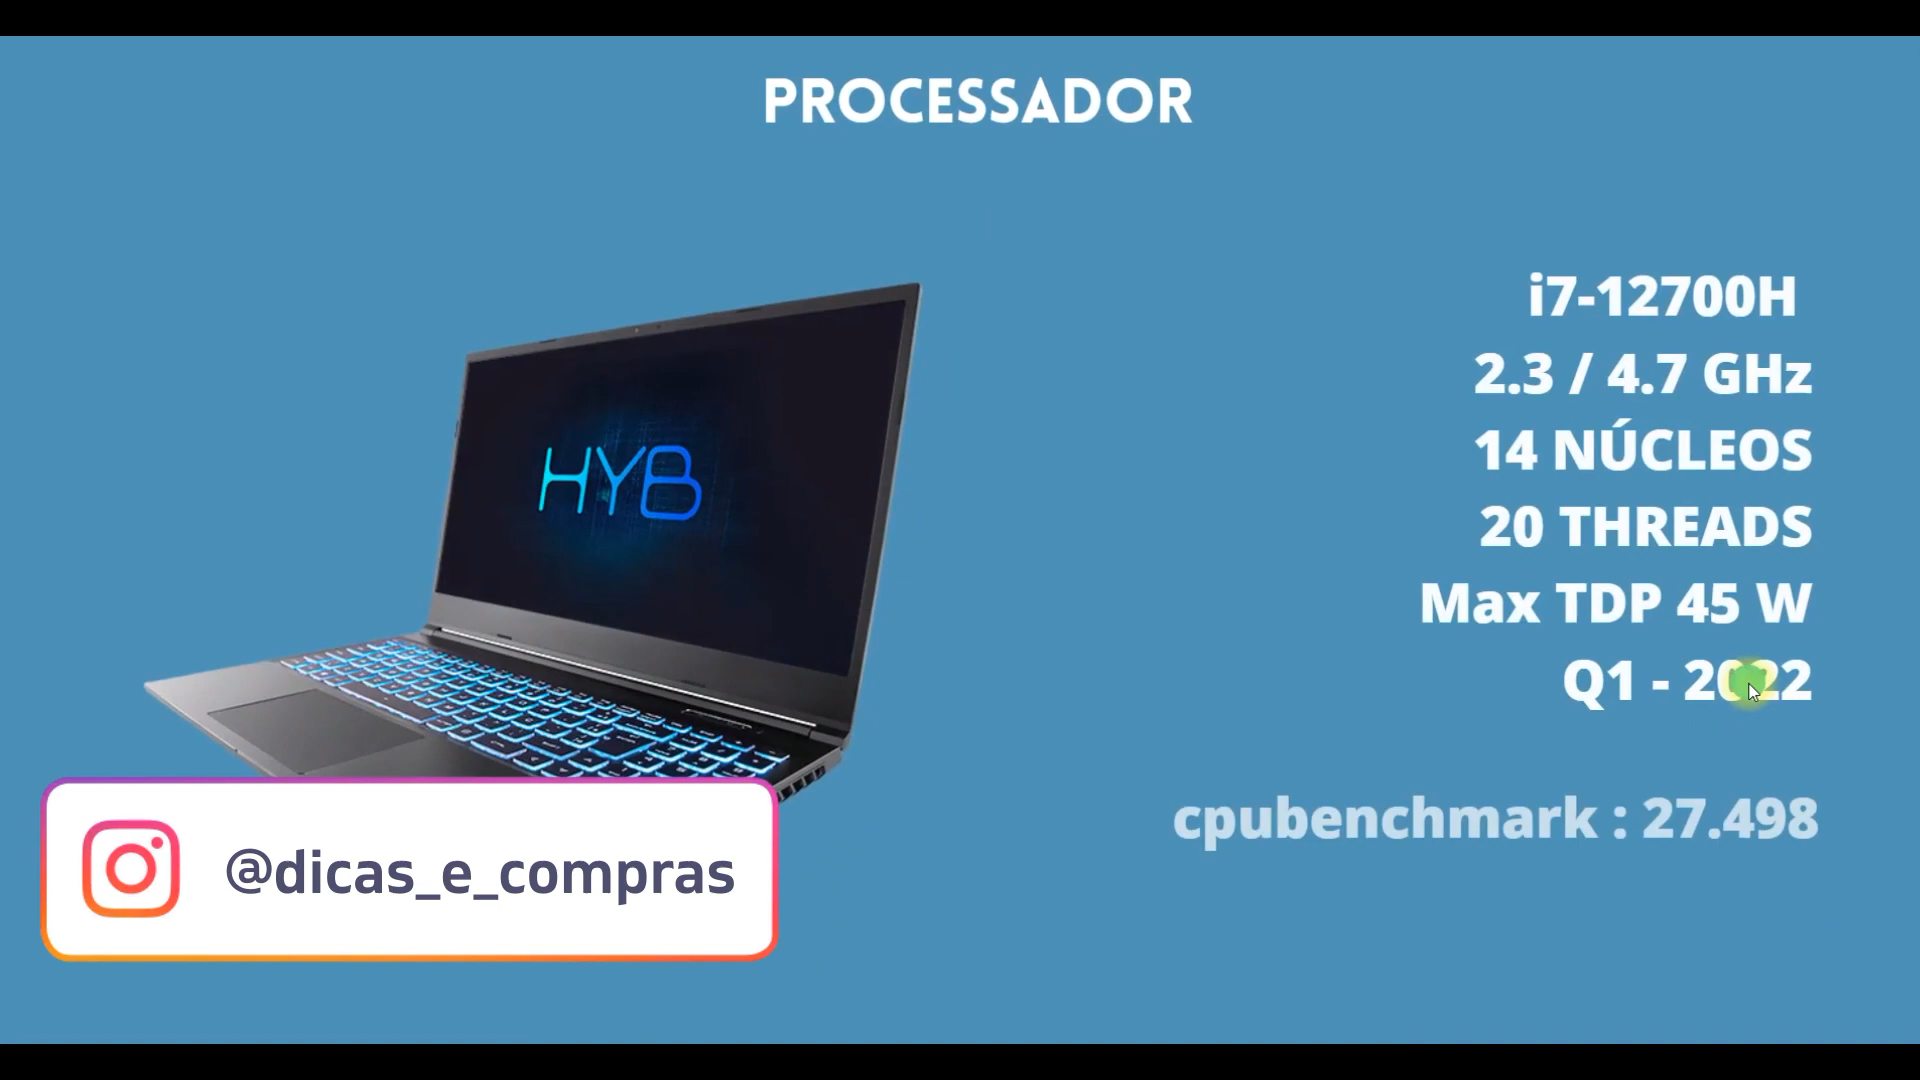 PROCESSADOR
HYB
i7-12700H
2.3 / 4.7 GHz
14 NÚCLEOS
20 THREADS
Max TDP 45 W
Q1 - 2022
cpubenchmark : 27.498
@dicas_e_compras